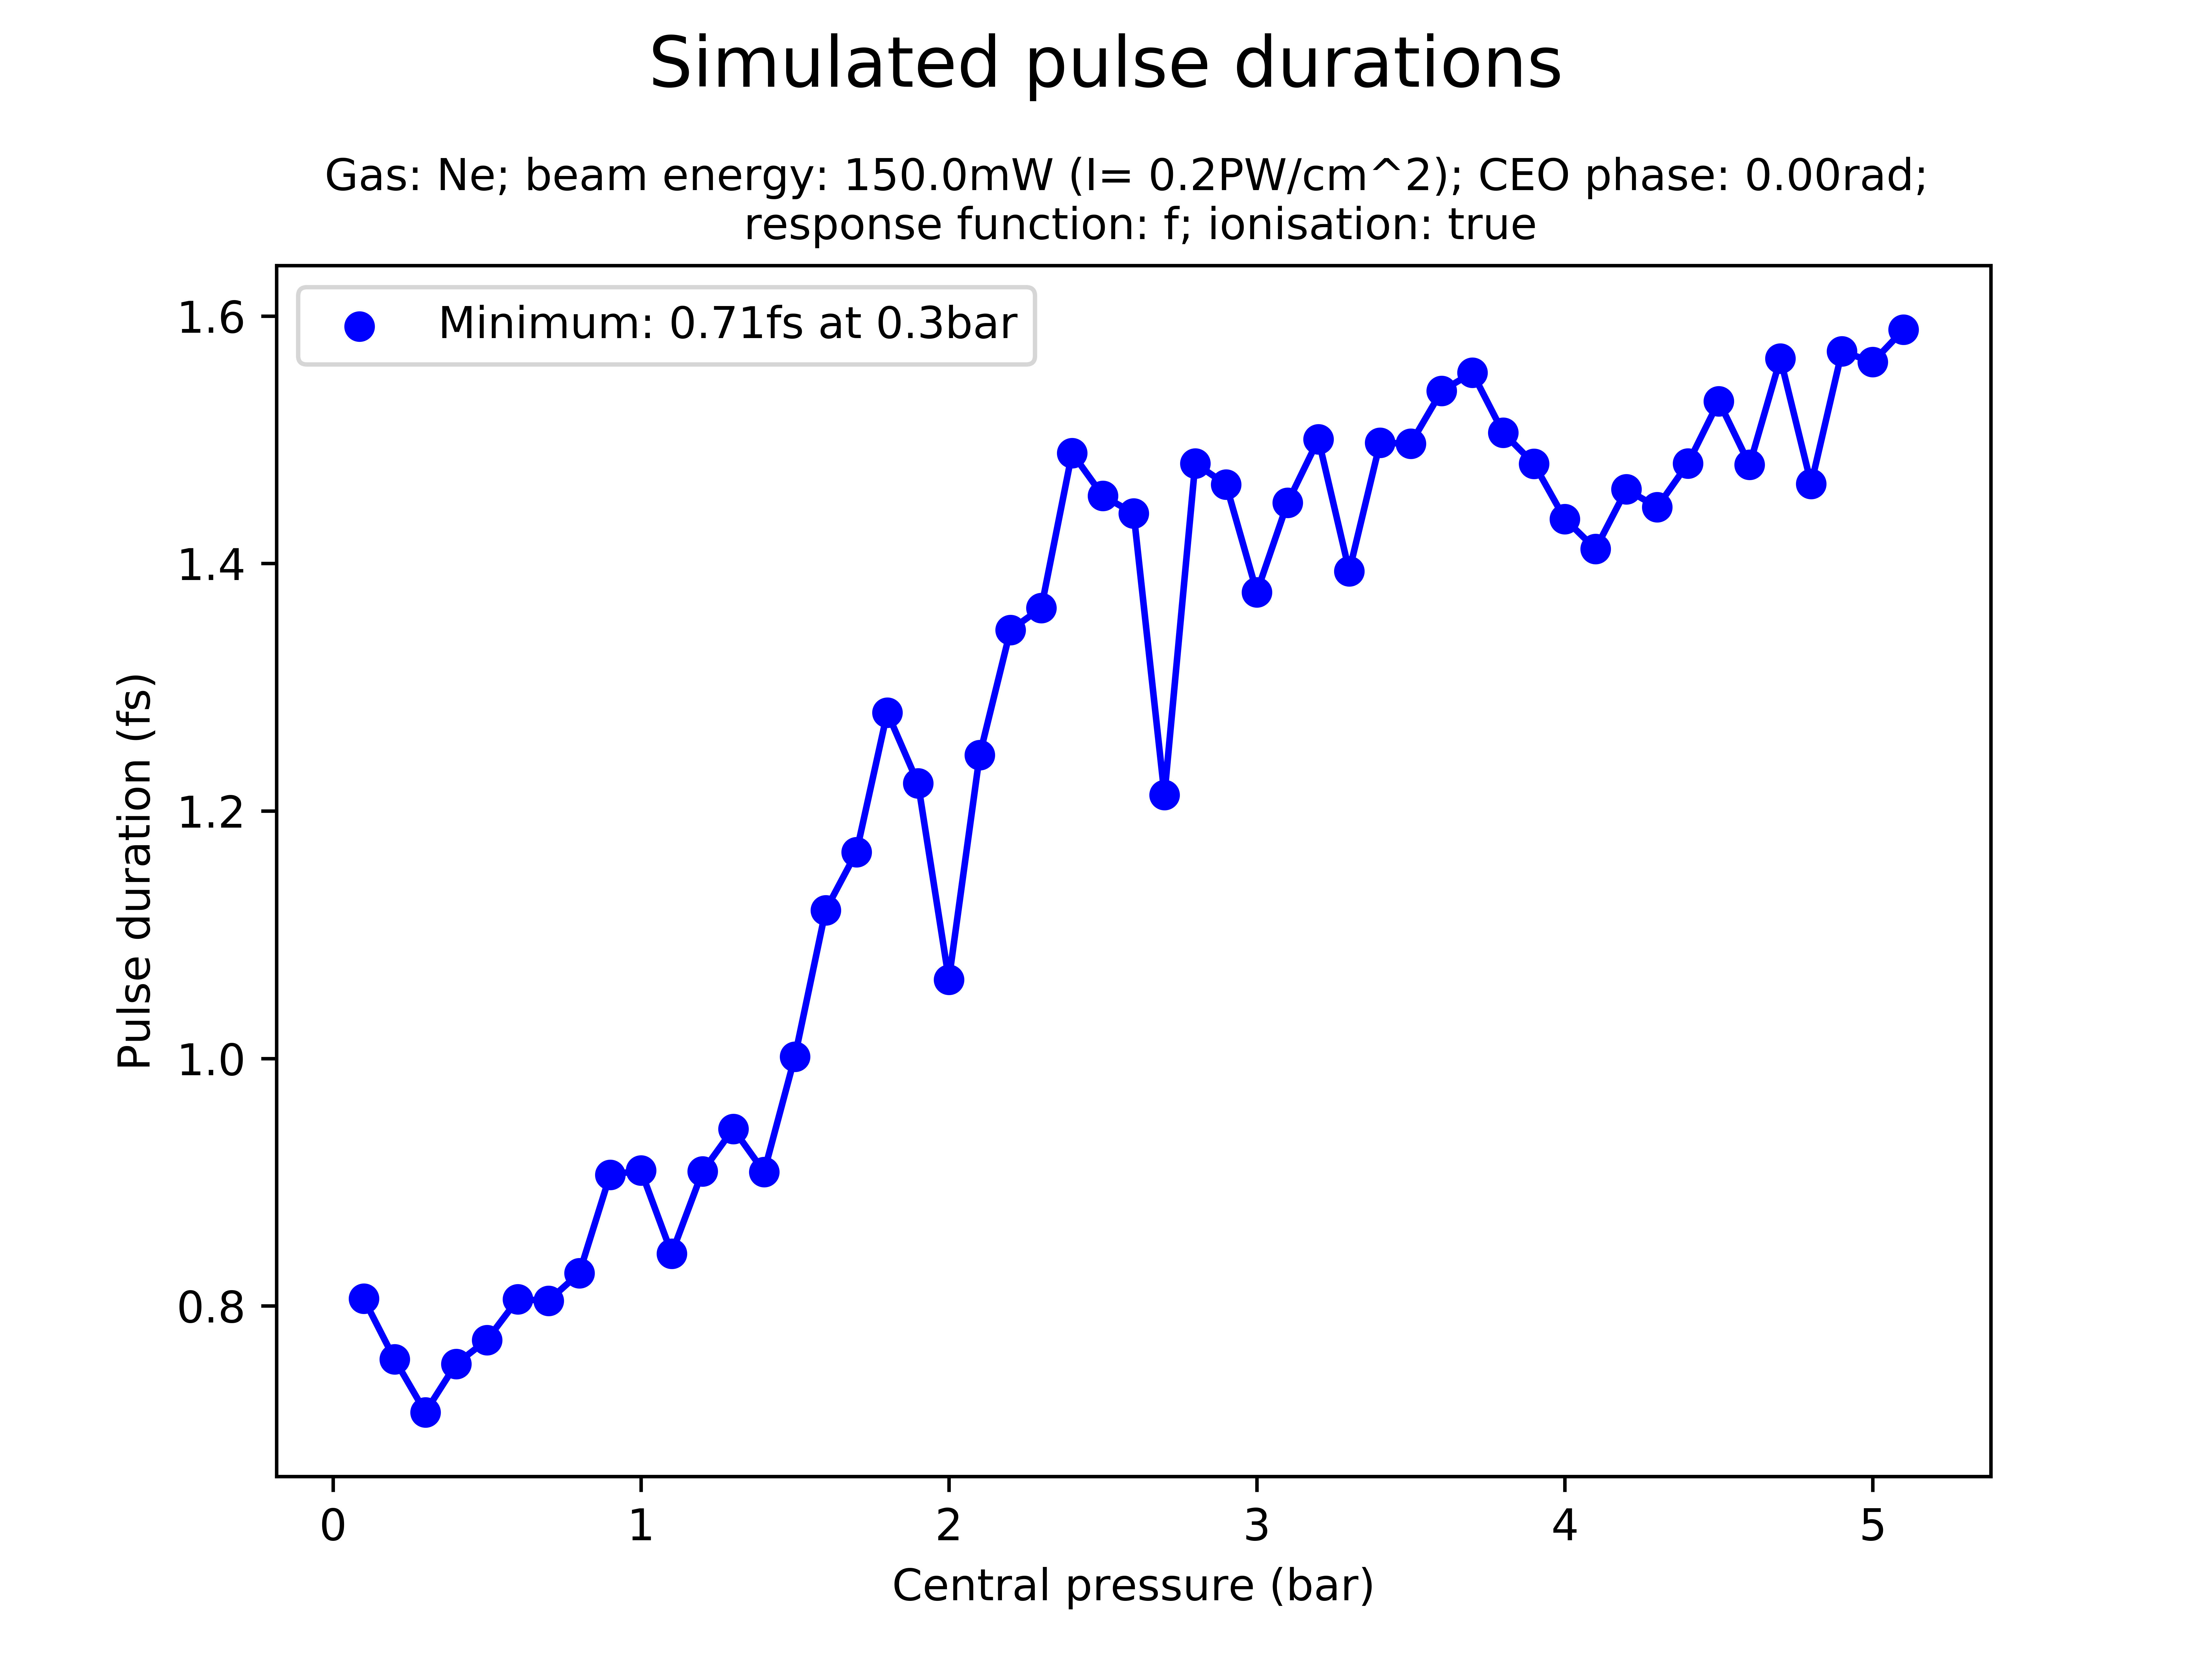 Simulated pulse durations
Gas: Ne; beam energy: 150.0mW (I= 0.2PW/cm^2); CEO phase: 0.00rad;
response function: f; ionisation: true
Minimum: 0.71fs at 0.3bar
1.6
1.4
1.2
1.0
0.8
Pulse duration (fs)
0 1 2 3 4 5
Central pressure (bar)